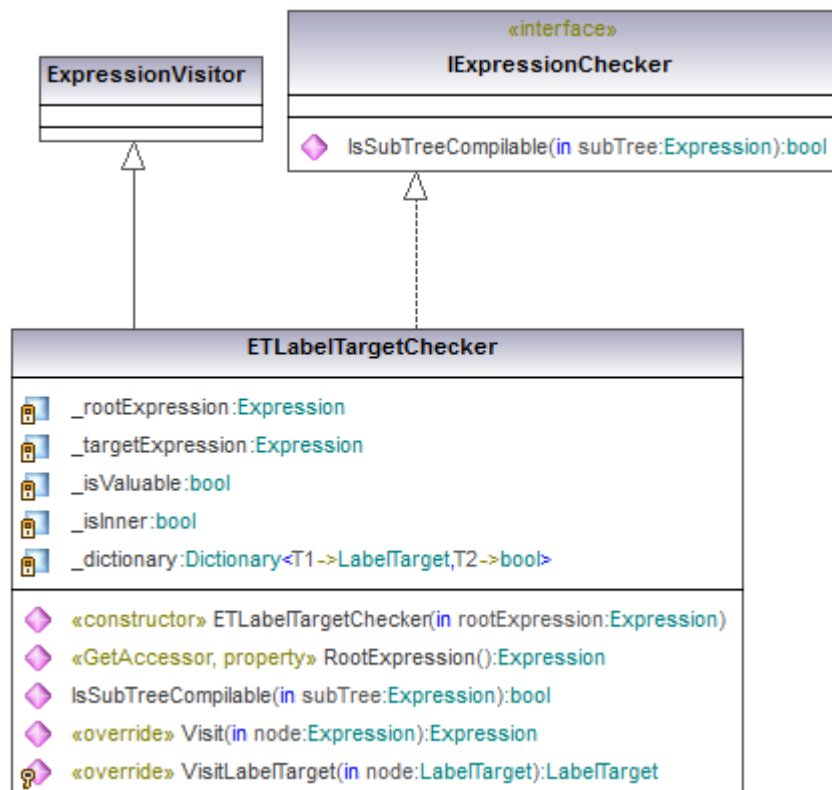 «interface»
IExpressionChecker
ExpressionVisitor
IsSubTreeCompilable(in subTree:Expression):bool
ETLabelTargetChecker
_rootExpression:Expression
_targetExpression:Expression
_isValuable:bool
_isInner:bool
_dictionary:Dictionary<T1->LabelTarget,T2->bool>
«constructor» ETLabelTargetChecker(in rootExpression:Expression)
«GetAccessor, property» RootExpression():Expression
IsSubTreeCompilable(in subTree:Expression):bool
«override» Visit(in node:Expression):Expression
«override» VisitLabelTarget(in node:LabelTarget):LabelTarget